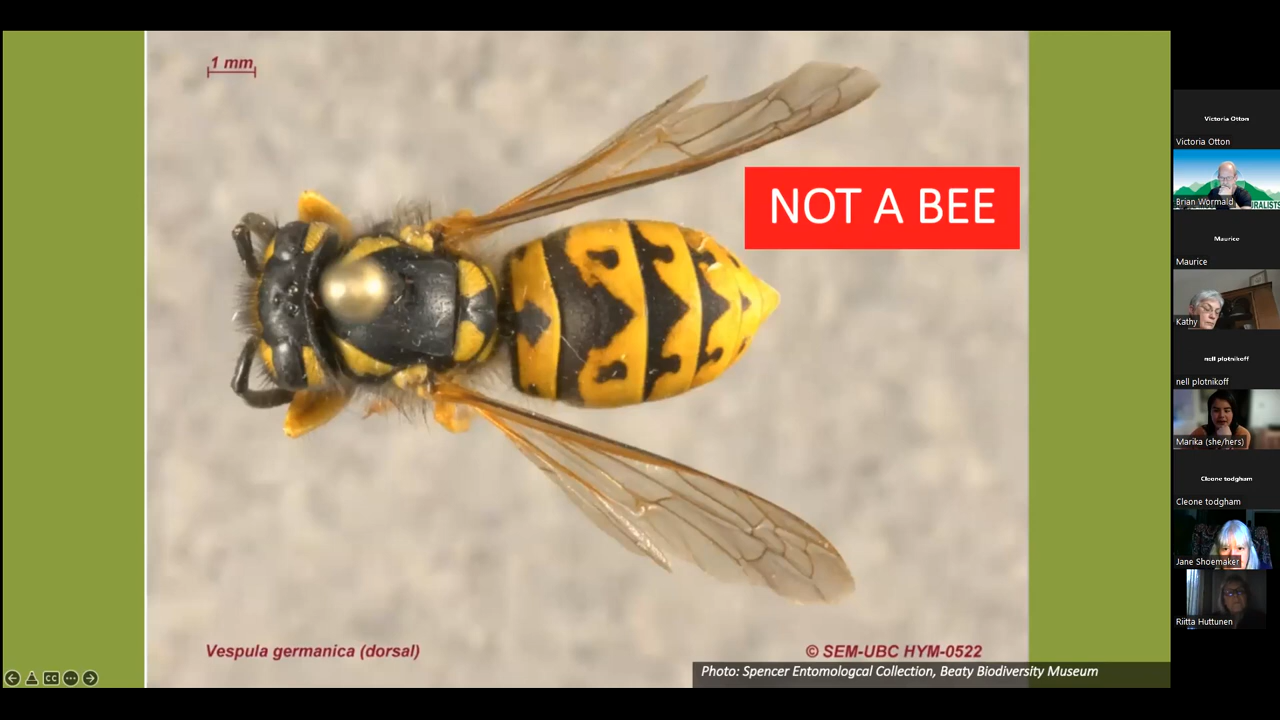 1 mm
NOT A BEE
Vespula germanica (dorsal)
© SEM-UBC HYM-0522
Photo: Spencer Entomologcal Collection, Beaty Biodiversity Museum
CC
Victoria Otton
Victoria Otton
Brian Wormald
RALISTS
Maurice
Maurice
Kathy
nell plotnikoff
nell plotnikoff
Marika (she/hers)
Cleone todgham
Cleone todgham
Jane Shoemaker
Riitta Huttunen